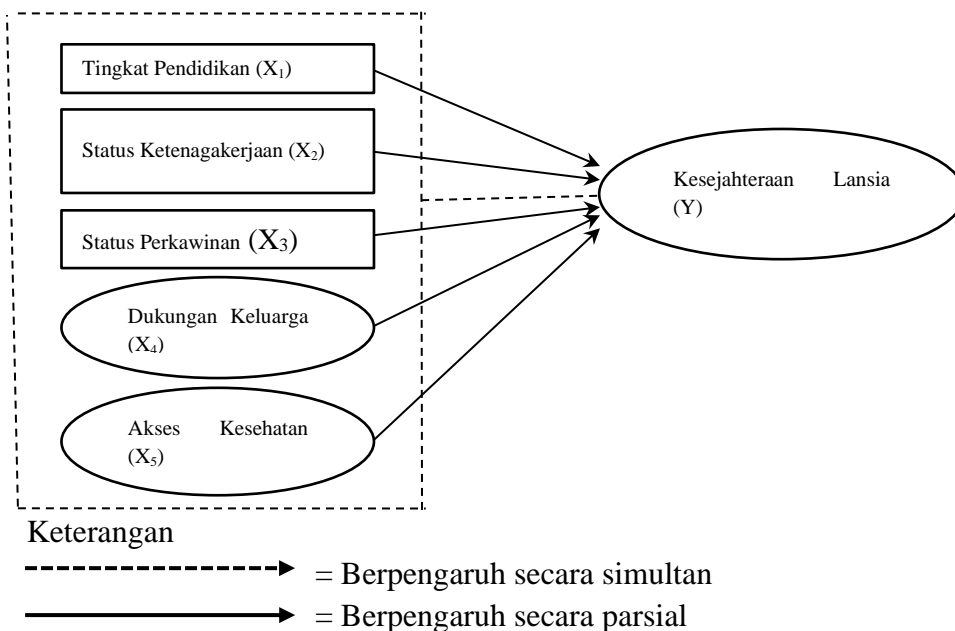 Tingkat Pendidikan (X₁)
Status Ketenagakerjaan (X₂)
Status Perkawinan (X₃)
Dukungan Keluarga
(X₄)
Akses Kesehatan
(X₅)
Kesejahteraan Lansia
(Y)
Keterangan
= Berpengaruh secara simultan
= Berpengaruh secara parsial